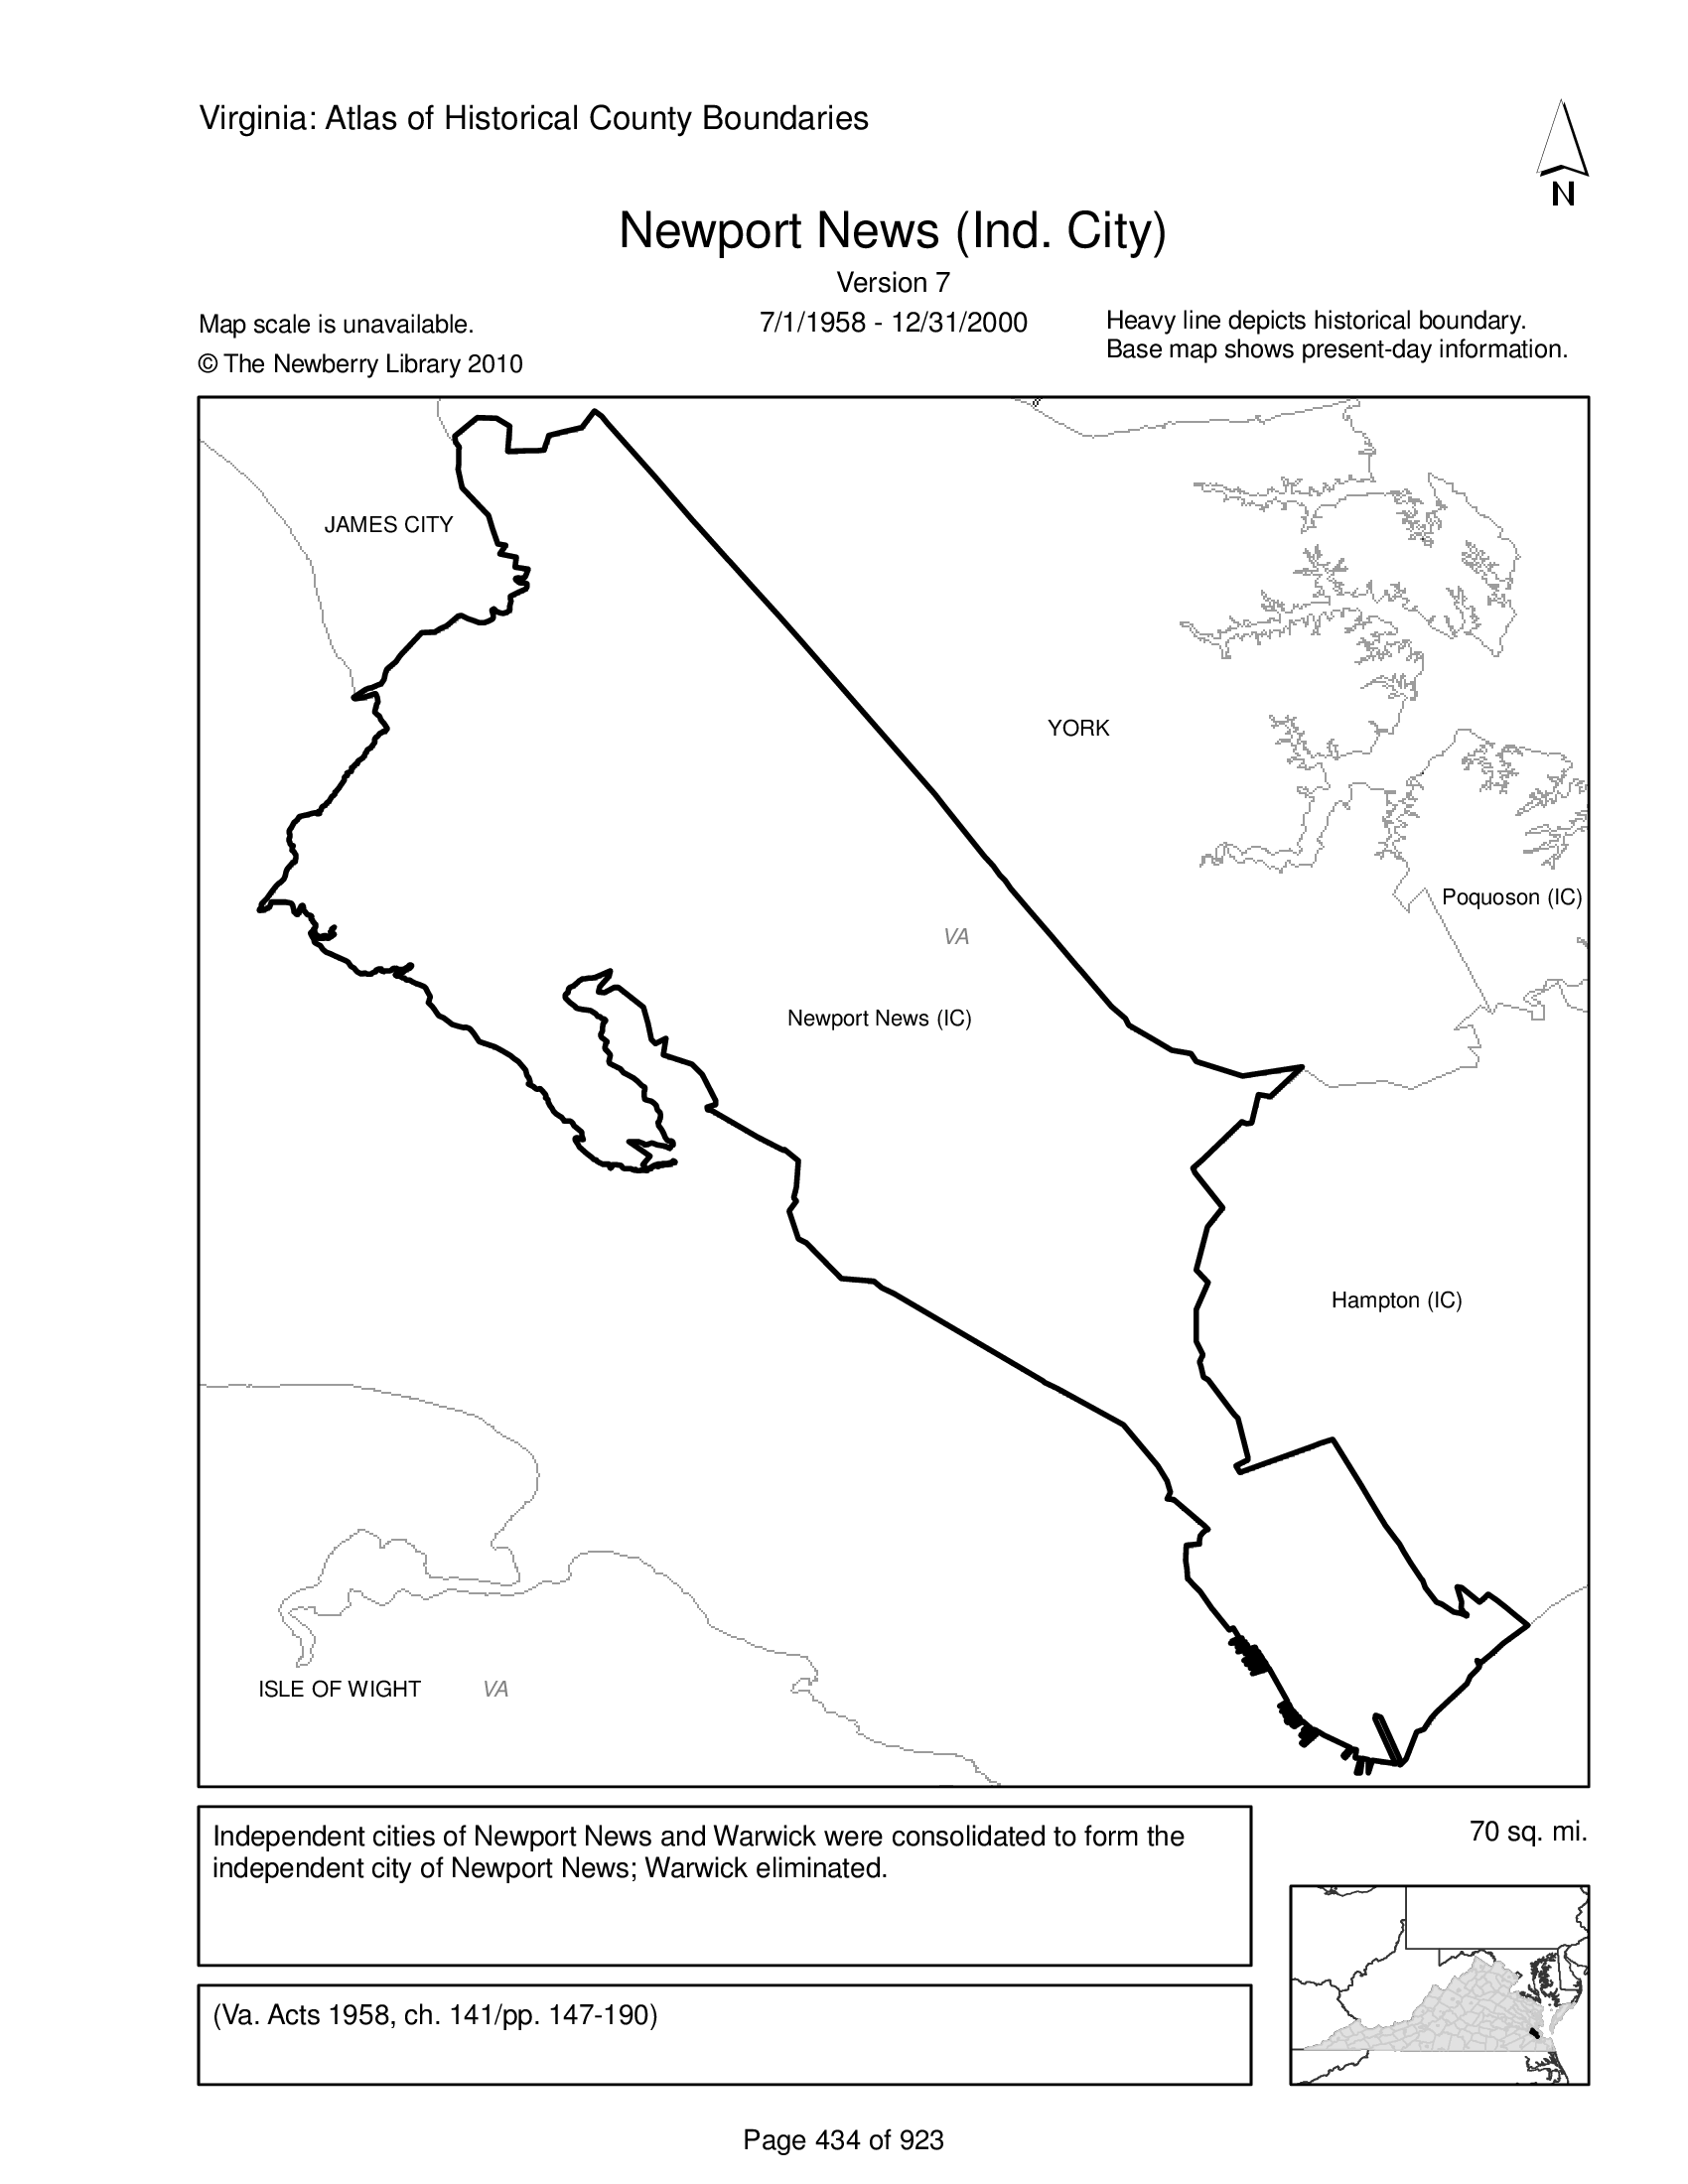 Virginia: Atlas of Historical County Boundaries
N
Newport News (Ind. City)
Version 7
7/1/1958 - 12/31/2000
Map scale is unavailable.
© The Newberry Library 2010
Heavy line depicts historical boundary.
Base map shows present-day information.
JAMES CITY
YORK
Poquoson (IC)
VA
Newport News (IC)
Hampton (IC)
ISLE OF WIGHT
VA
Independent cities of Newport News and Warwick were consolidated to form the
independent city of Newport News; Warwick eliminated.
70 sq. mi.
(Va. Acts 1958, ch. 141/pp. 147-190)
Page 434 of 923